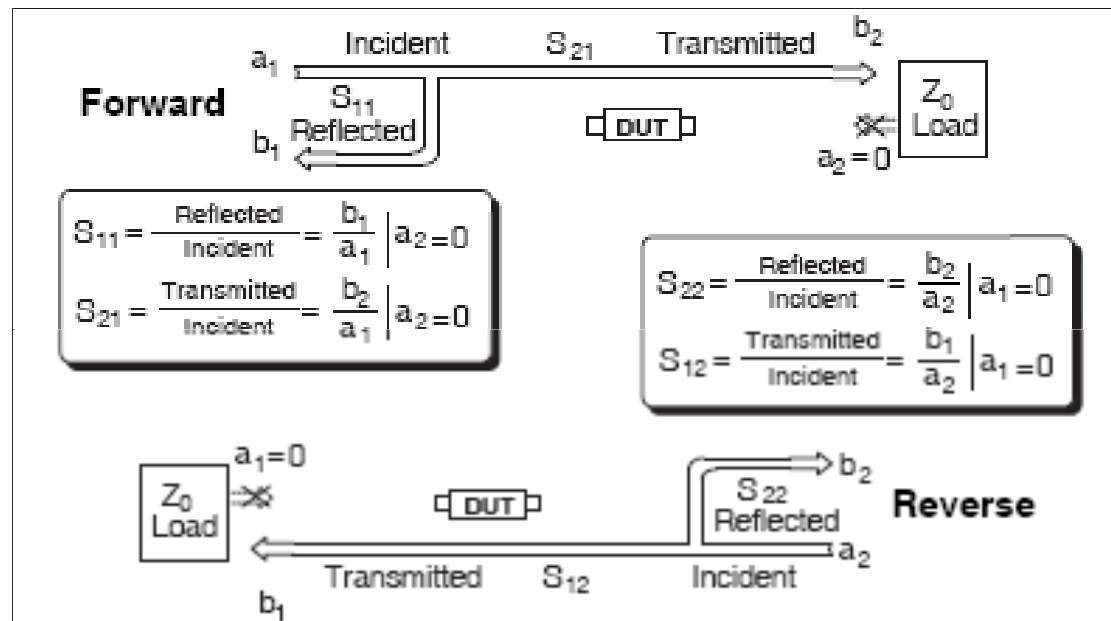 Incident S21 Transmitted b2
a1
Forward
S11
Reflected
b1
DUT
Z0
Load
a2=0
S11 = Reflected / Incident = b1 / a1 | a2=0
S21 = Transmitted / Incident = b2 / a1 | a2=0
S22 = Reflected / Incident = b2 / a2 | a1=0
S12 = Transmitted / Incident = b1 / a2 | a1=0
a1=0
Z0
Load
DUT
b2
S22
Reflected
Reverse
a2
Transmitted S12 Incident
b1